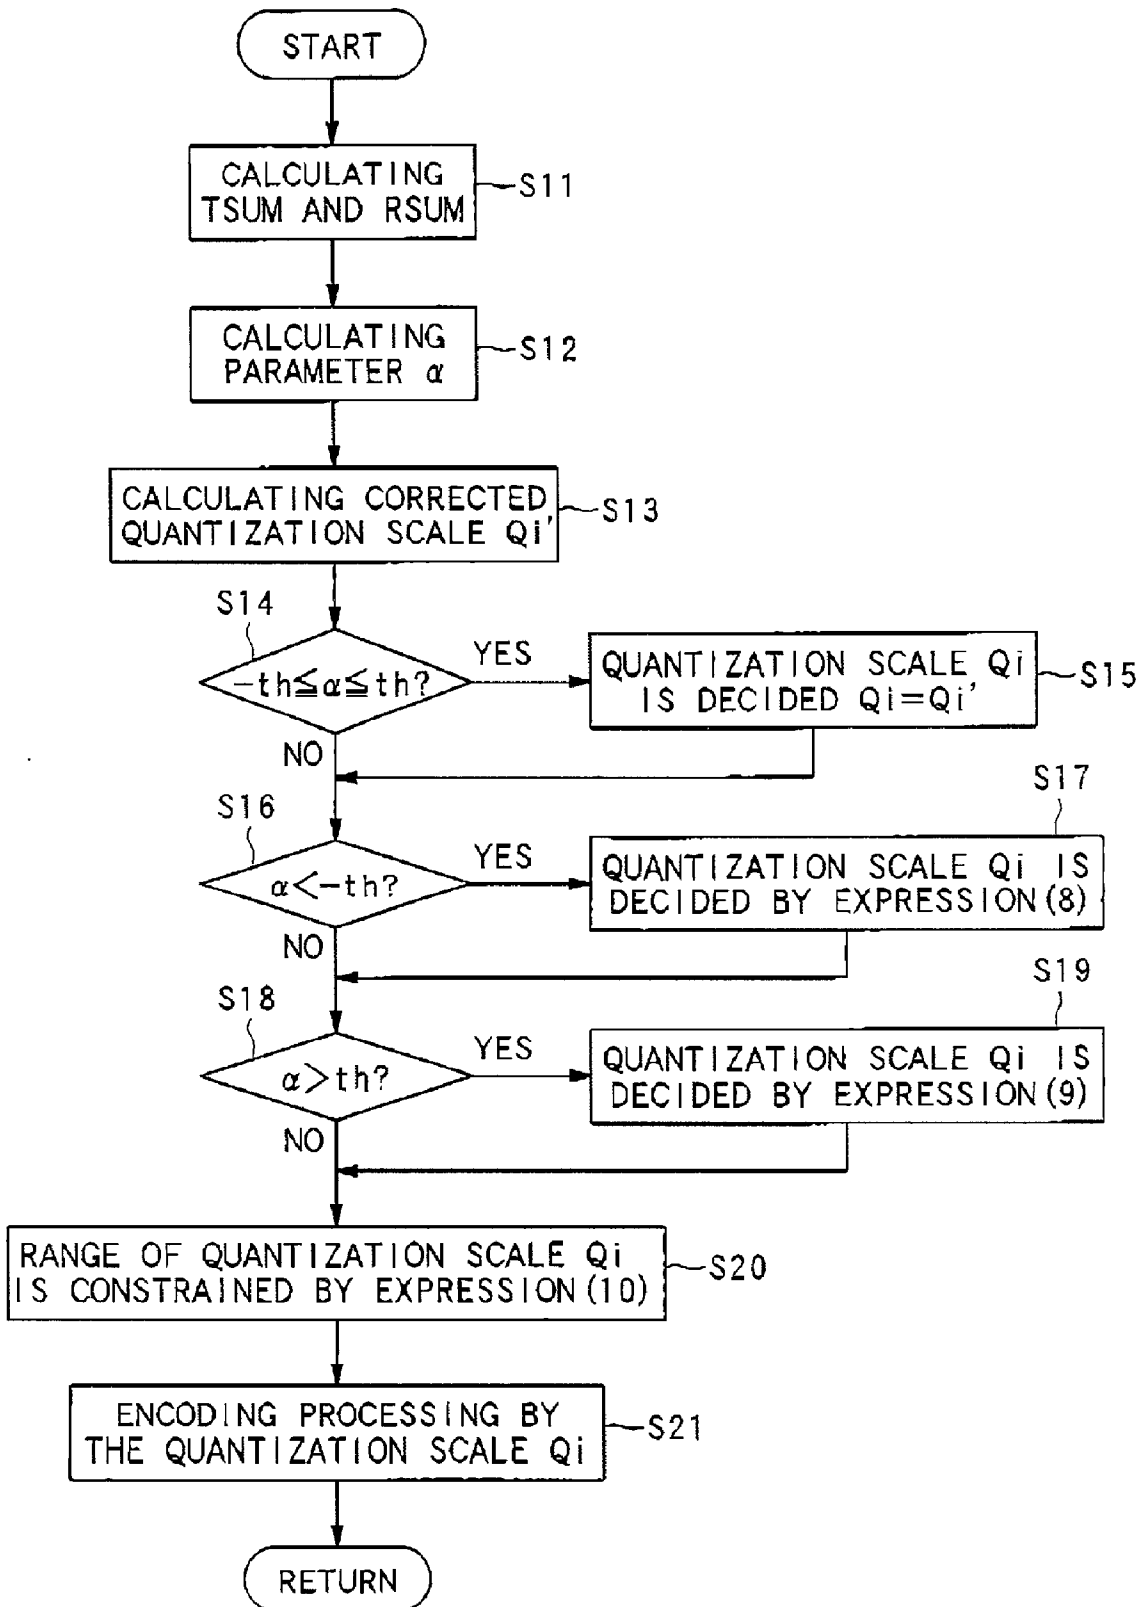 START
CALCULATING
TSUM AND RSUM
S11
CALCULATING
PARAMETER α
S12
CALCULATING CORRECTED
QUANTIZATION SCALE Qi'
S13
S14
-th≦α≦th?
YES
NO
QUANTIZATION SCALE Qi
IS DECIDED Qi=Qi'
S15
S16
α<-th?
YES
NO
S17
QUANTIZATION SCALE Qi IS
DECIDED BY EXPRESSION(8)
S18
α>th?
YES
NO
S19
QUANTIZATION SCALE Qi IS
DECIDED BY EXPRESSION(9)
RANGE OF QUANTIZATION SCALE Qi
IS CONSTRAINED BY EXPRESSION(10)
S20
ENCODING PROCESSING BY
THE QUANTIZATION SCALE Qi
S21
RETURN